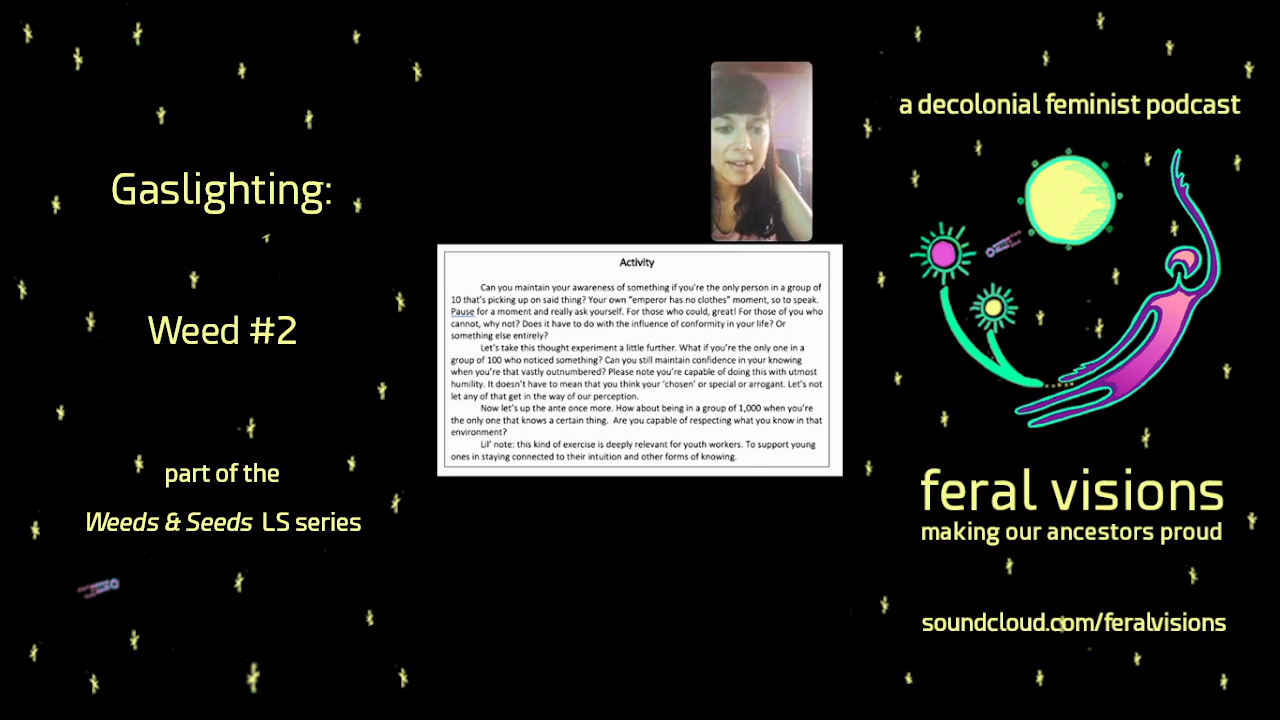 Gaslighting:
Weed #2
part of the
Weeds & Seeds LS series
Activity
Can you maintain your awareness of something if you're the only person in a group of
10 that's picking up on said thing? Your own "emperor has no clothes" moment, so to speak.
Pause for a moment and really ask yourself. For those who could, great! For those of you who
cannot, why not? Does it have to do with the influence of conformity in your life? Or
something else entirely?
Let's take this thought experiment a little further. What if you're the only one in a
group of 100 who noticed something? Can you still maintain confidence in your knowing
when you're that vastly outnumbered? Please note you're capable of doing this with utmost
humility. It doesn't have to mean that you think your 'chosen' or special or arrogant. Let's not
let any of that get in the way of our perception.
Now let's up the ante once more. How about being in a group of 1,000 when you're
the only one that knows a certain thing. Are you capable of respecting what you know in that
environment?
Lil' note: this kind of exercise is deeply relevant for youth workers. To support young
ones in staying connected to their intuition and other forms of knowing.
a decolonial feminist podcast
feral visions
making our ancestors proud
soundcloud.com/feralvisions